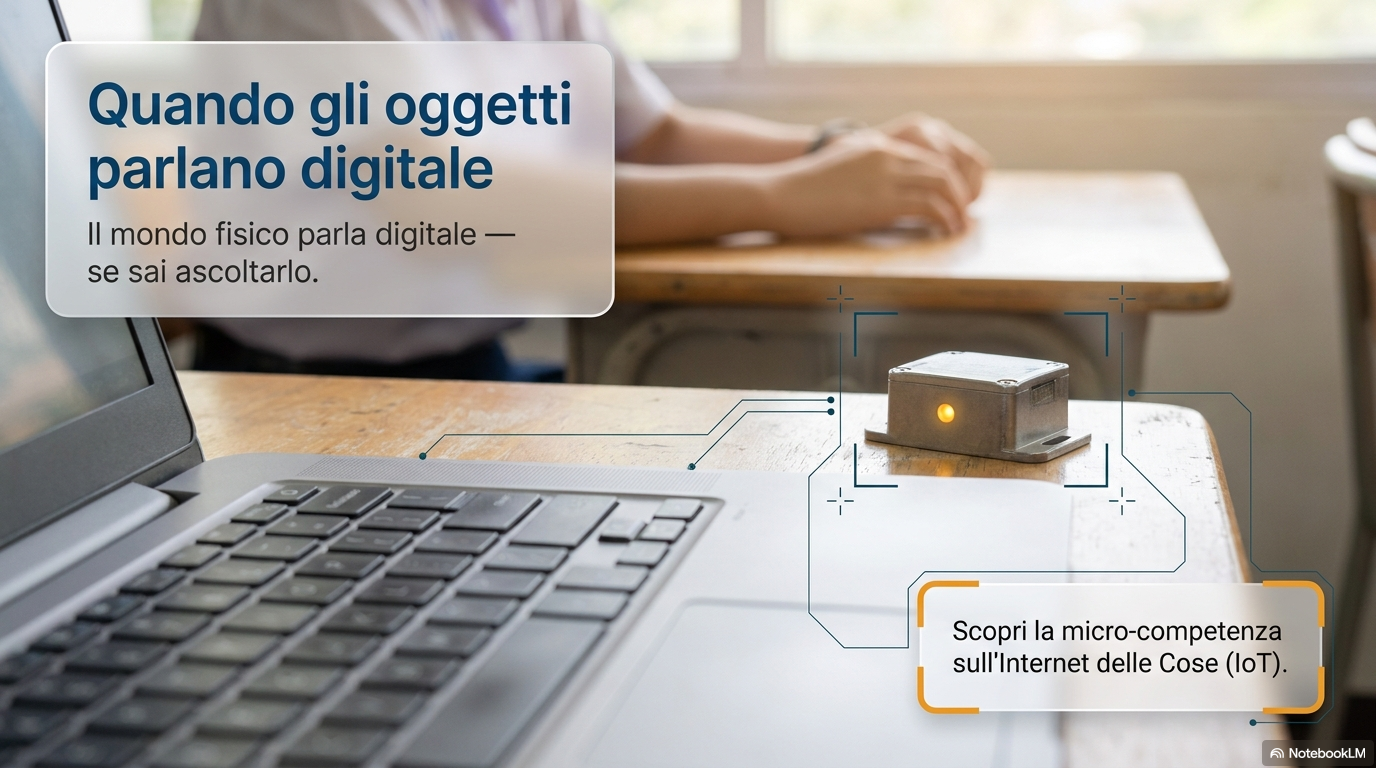 Quando gli oggetti
parlano digitale
Il mondo fisico parla digitale —
se sai ascoltarlo.
Scopri la micro-competenza
sull'Internet delle Cose (IoT).
NotebookLM